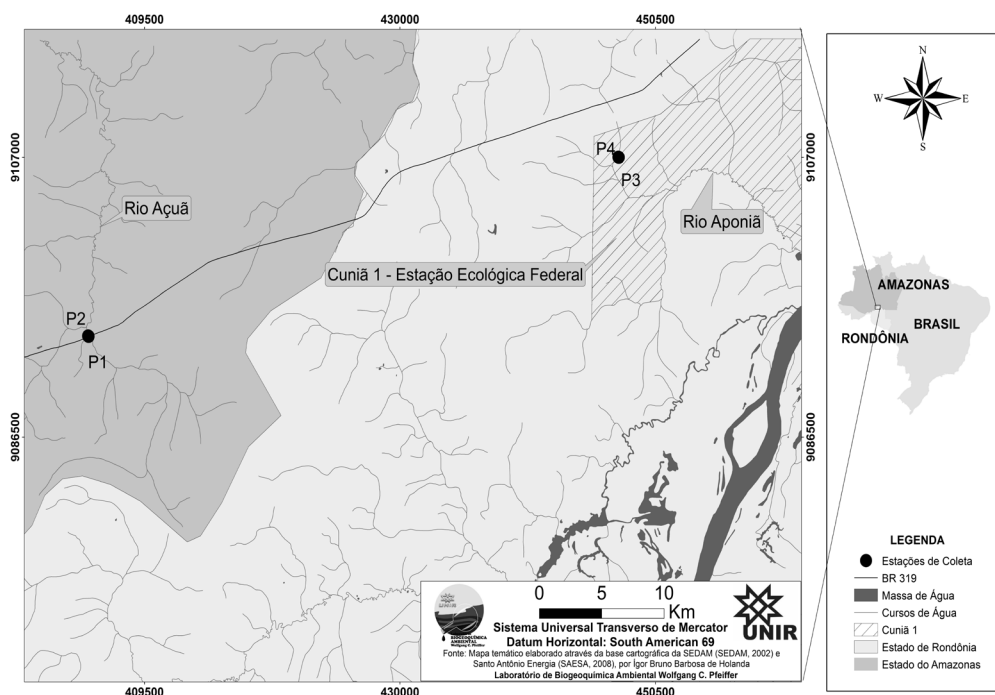 409500
430000
450500
9107000
9107000
9086500
9086500
P4
P3
Rio Açuã
Rio Aponiã
Cuniã 1 - Estação Ecológica Federal
P2
P1
N
W
E
S
AMAZONAS
BRASIL
RONDÔNIA
LEGENDA
Estações de Coleta
BR 319
Massa de Água
Cursos de Água
Cuniã 1
Estado de Rondônia
Estado do Amazonas
0 5 10
Km
BIOGEOQUÍMICA
AMBIENTAL
Wolfgang C. Pfeiffer
UNIR
Sistema Universal Transverso de Mercator
Datum Horizontal: South American 69
Fonte: Mapa temático elaborado através da base cartográfica da SEDAM (SEDAM, 2002) e
Santo Antônio Energia (SAESA, 2008), por Ígor Bruno Barbosa de Holanda
Laboratório de Biogeoquímica Ambiental Wolfgang C. Pfeiffer
409500
430000
450500